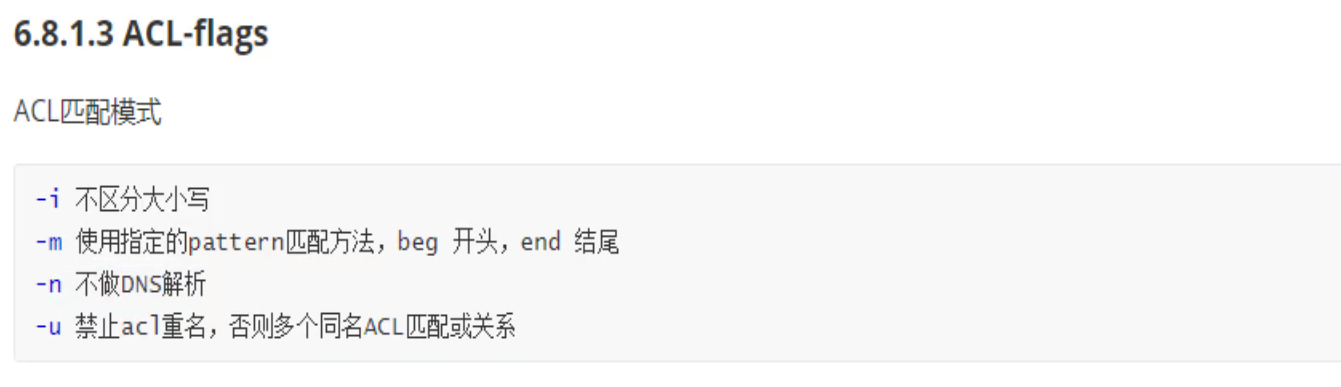 6.8.1.3 ACL-flags
ACL匹配模式
-i 不区分大小写
-m 使用指定的pattern匹配方法，beg 开头，end 结尾
-n 不做DNS解析
-u 禁止acl重名，否则多个同名ACL匹配或关系